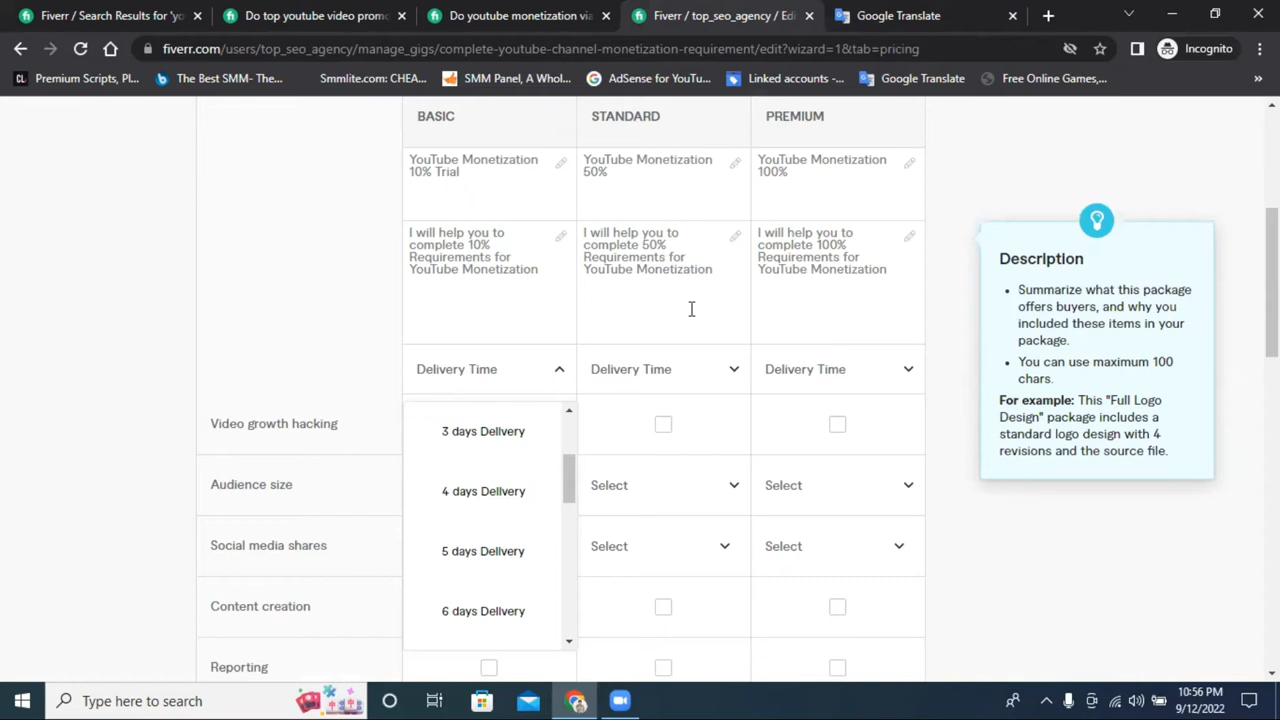 Fiverr / Search Results for 'yo
Do top youtube video promo
Do youtube monetization via
Fiverr / top_seo_agency / Edi
Google Translate
fiverr.com/users/top_seo_agency/manage_gigs/complete-youtube-channel-monetization-requirement/edit?wizard=1&tab=pricing
Incognito
CL Premium Scripts, Pl...
The Best SMM- The...
Smmlite.com: CHEA...
SMM Panel, A Whol...
AdSense for YouTu...
Linked accounts -...
Google Translate
Free Online Games,...
BASIC
STANDARD
PREMIUM
YouTube Monetization
10% Trial
YouTube Monetization
50%
YouTube Monetization
100%
I will help you to
complete 10%
Requirements for
YouTube Monetization
I will help you to
complete 50%
Requirements for
YouTube Monetization
I will help you to
complete 100%
Requirements for
YouTube Monetization
Delivery Time
Delivery Time
Delivery Time
Video growth hacking
3 days Delivery
Audience size
4 days Delivery
Select
Select
Social media shares
5 days Delivery
Select
Select
Content creation
6 days Delivery
Reporting
Description
• Summarize what this package
offers buyers, and why you
included these items in your
package.
• You can use maximum 100
chars.
For example: This "Full Logo
Design" package includes a
standard logo design with 4
revisions and the source file.
Type here to search
10:56 PM
9/12/2022